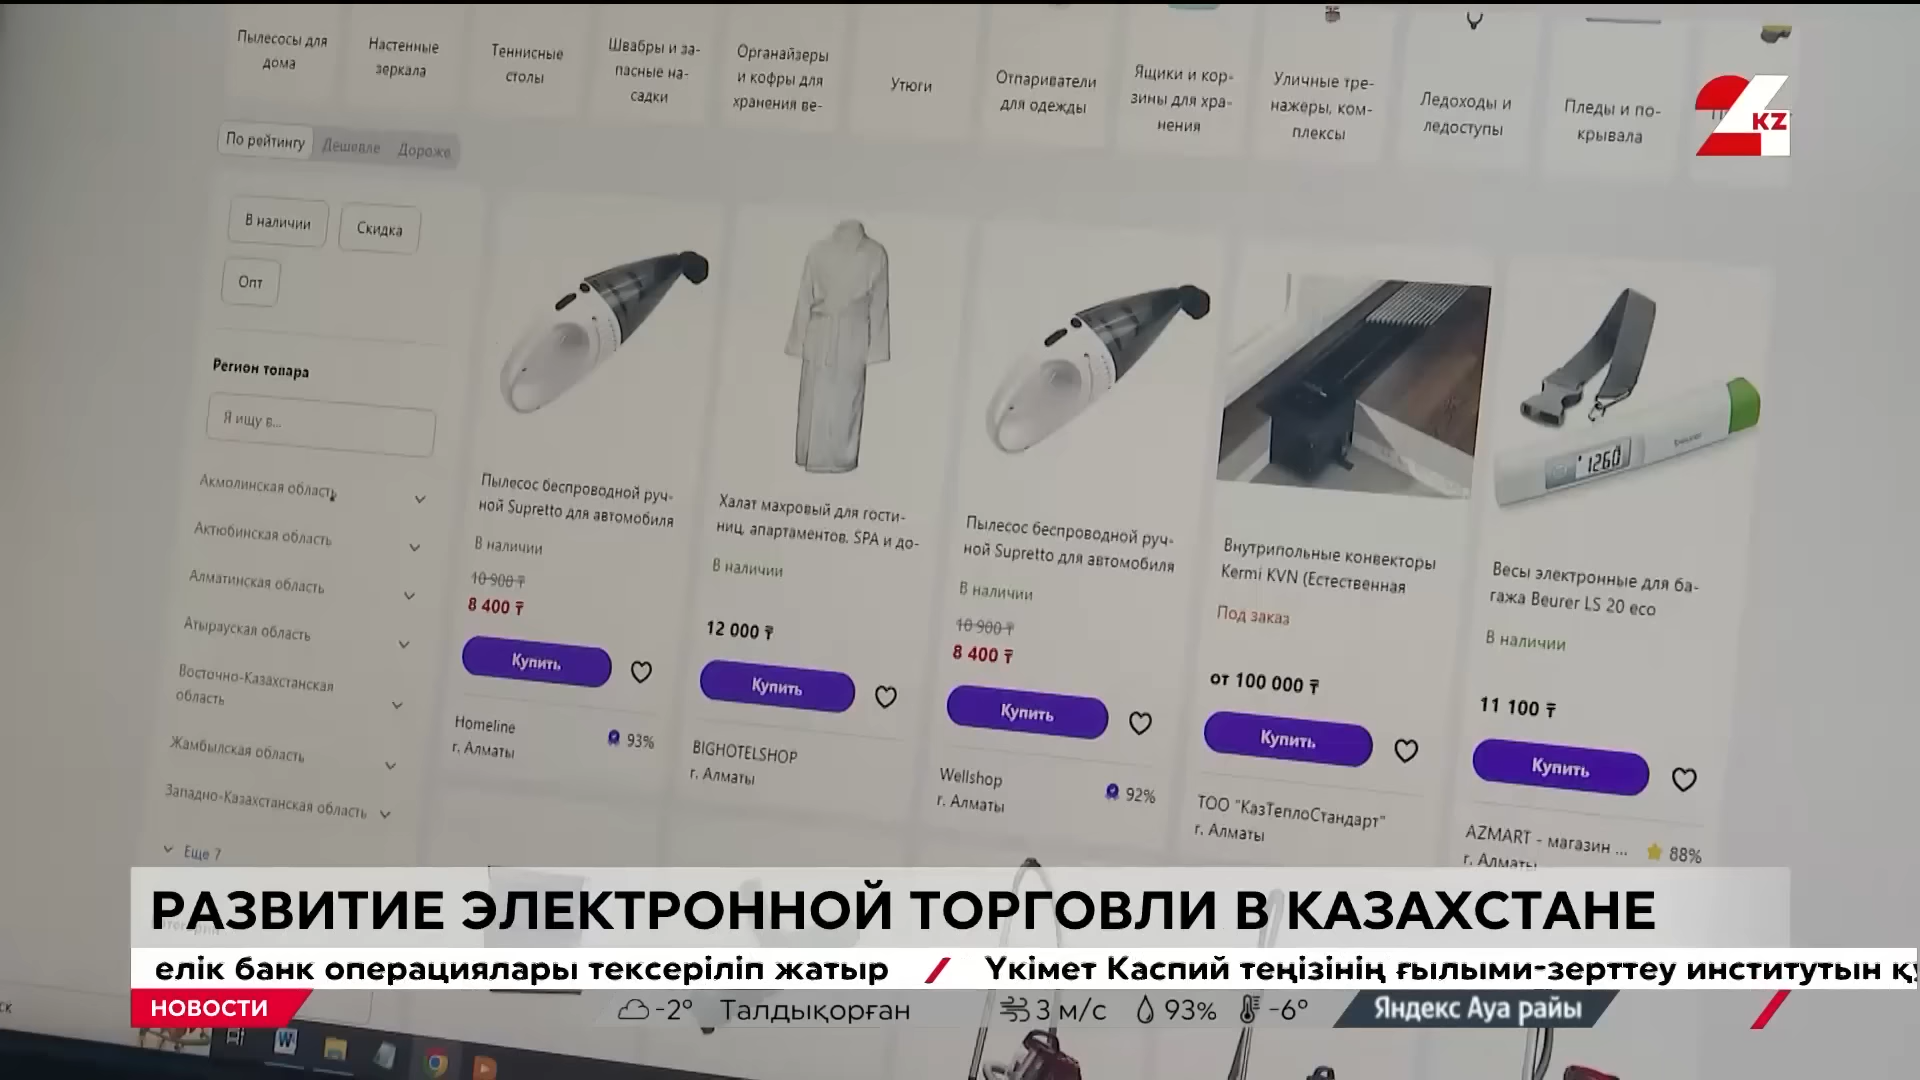 Пылесосы для
дома
Настенные
зеркала
Теннисные
столы
Швабры и за-
пасные на-
садки
Органайзеры
и кофры для
хранения ве-
Утюги
Отпариватели
для одежды
Ящики и кор-
зины для хра-
нения
Уличные тре-
нажеры, ком-
плексы
Ледоходы и
ледоступы
Пледы и по-
крывала
24 KZ
По рейтингу Дешевле Дороже
В наличии Скидка
Опт
Регион товара
Я ищу в...
Акмолинская область
Актюбинская область
Алматинская область
Атырауская область
Восточно-Казахстанская
область
Жамбылская область
Западно-Казахстанская область
Еще 7
Пылесос беспроводной руч-
ной Supretto для автомобиля
В наличии
10 900 ₸
8 400 ₸
Купить
Homeline 93%
г. Алматы
Халат махровый для гости-
ниц, апартаментов, SPA и до-
В наличии
12 000 ₸
Купить
BIGHOTELSHOP
г. Алматы
Пылесос беспроводной руч-
ной Supretto для автомобиля
В наличии
10 900 ₸
8 400 ₸
Купить
Wellshop 92%
г. Алматы
Внутрипольные конвекторы
Kermi KVN (Естественная
Под заказ
от 100 000 ₸
Купить
ТОО "КазТеплоСтандарт"
г. Алматы
beurer
1260
Весы электронные для ба-
гажа Beurer LS 20 eco
В наличии
11 100 ₸
Купить
AZMART - магазин ... 88%
г. Алматы
РАЗВИТИЕ ЭЛЕКТРОННОЙ ТОРГОВЛИ В КАЗАХСТАНЕ
елік банк операциялары тексеріліп жатыр / Үкімет Каспий теңізінің ғылыми-зерттеу институтын құ
НОВОСТИ -2° Талдықорған 3 м/с 93% -6° Яндекс Ауа райы